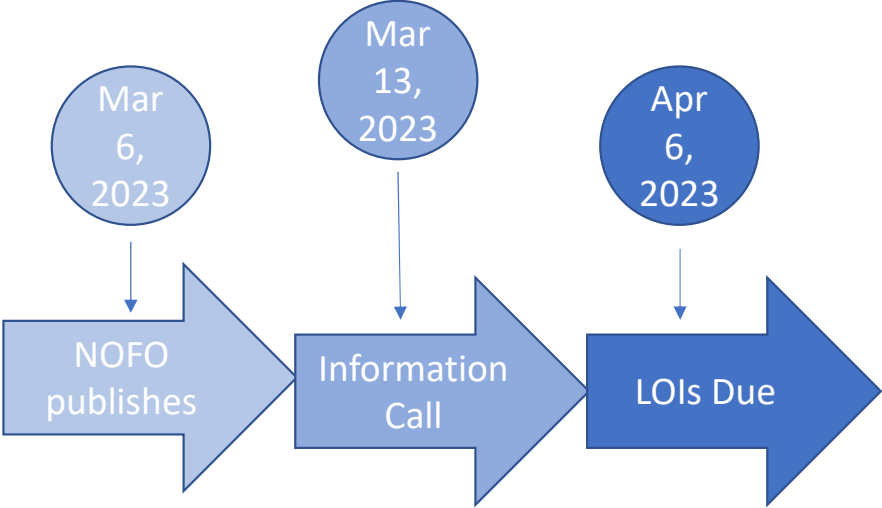 Mar
6,
2023
Mar
13,
2023
Apr
6,
2023
NOFO
publishes
Information
Call
LOIs Due